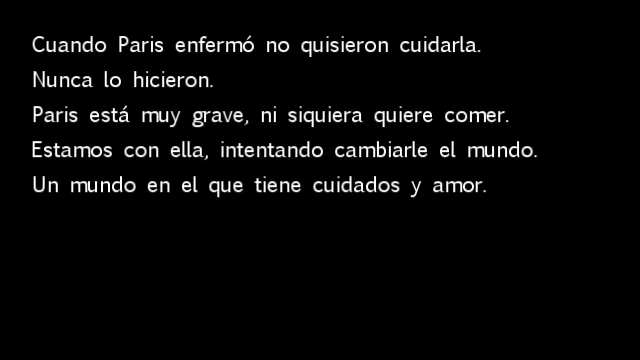 Cuando Paris enfermó no quisieron cuidarla.
Nunca lo hicieron.
Paris está muy grave, ni siquiera quiere comer.
Estamos con ella, intentando cambiarle el mundo.
Un mundo en el que tiene cuidados y amor.